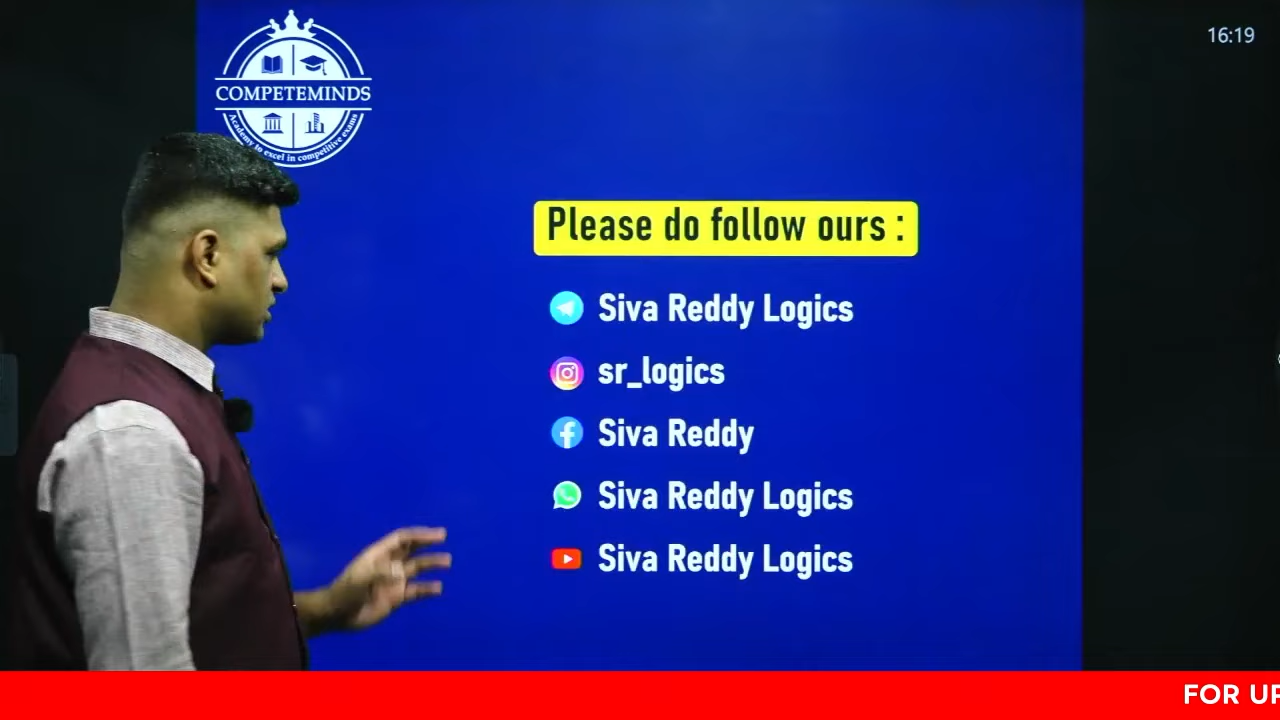 16:19
COMPETEMINDS
Academy to excel in competitive exams
Please do follow ours :
Siva Reddy Logics
sr_logics
Siva Reddy
Siva Reddy Logics
Siva Reddy Logics
FOR UP